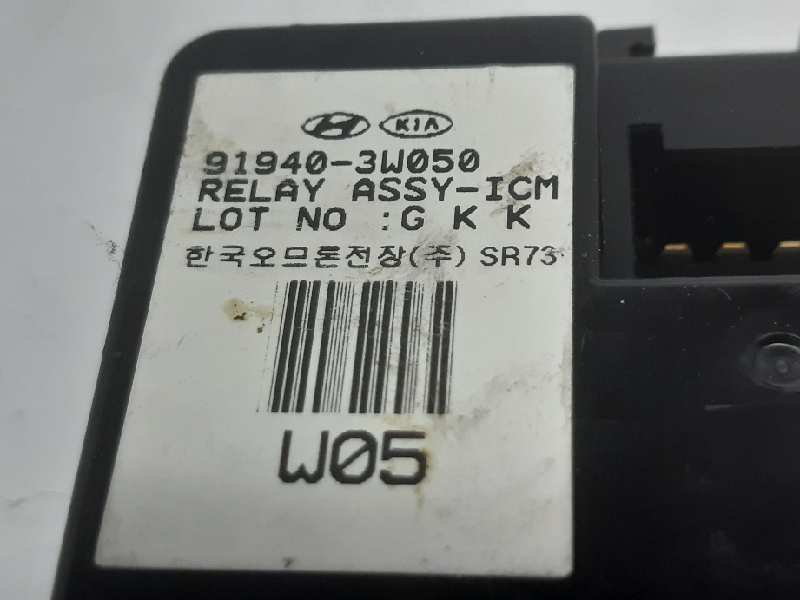 KIA
91940-3W050
RELAY ASSY-ICM
LOT NO :G K K
한국오므론전장(주) SR73
W05